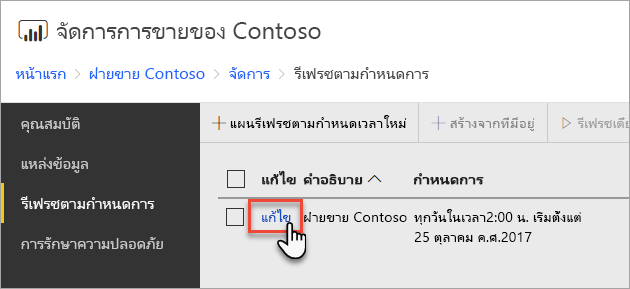 จัดการการขายของ Contoso
หน้าแรก > ฝ่ายขาย Contoso > จัดการ > รีเฟรชตามกำหนดการ
คุณสมบัติ
แหล่งข้อมูล
รีเฟรชตามกำหนดการ
การรักษาความปลอดภัย
+ แผนรีเฟรชตามกำหนดเวลาใหม่ + สร้างจากที่มีอยู่ รีเฟรชเดี
แก้ไข คำอธิบาย กำหนดการ
แก้ไข ฝ่ายขาย Contoso ทุกวันในเวลา2:00 น. เริ่มตั้งแต่
25 ตุลาคม ค.ศ.2017